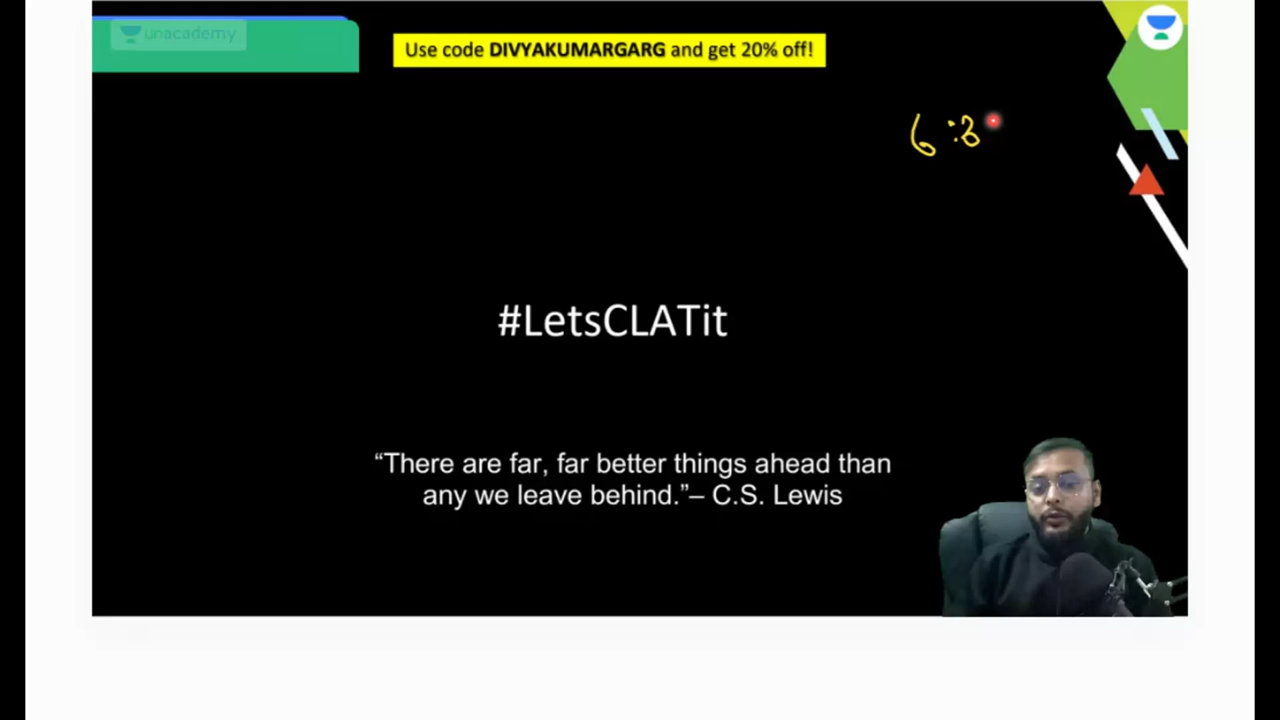 unacademy
Use code DIVYAKUMARGARG and get 20% off!
6:3
#LetsCLATit
“There are far, far better things ahead than
any we leave behind.”– C.S. Lewis